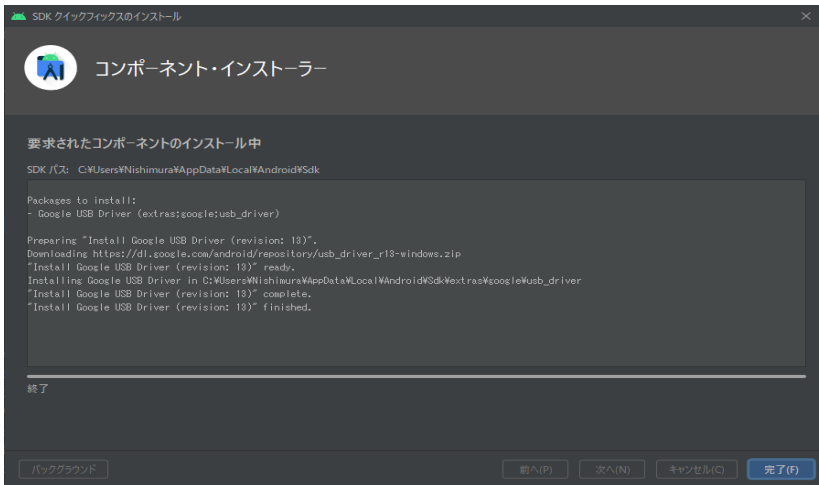 SDK クイックフィックスのインストール
コンポーネント・インストーラー
要求されたコンポーネントのインストール中
SDK パス: C:¥Users¥Nishimura¥AppData¥Local¥Android¥Sdk
Packages to install:
- Google USB Driver (extras;google;usb_driver)
Preparing "Install Google USB Driver (revision: 13)".
Downloading https://dl.google.com/android/repository/usb_driver_r13-windows.zip
"Install Google USB Driver (revision: 13)" ready.
Installing Google USB Driver in C:¥Users¥Nishimura¥AppData¥Local¥Android¥Sdk¥extras¥google¥usb_driver
"Install Google USB Driver (revision: 13)" complete.
"Install Google USB Driver (revision: 13)" finished.
終了
バックグラウンド 前へ(P) 次へ(N) キャンセル(C) 完了(F)